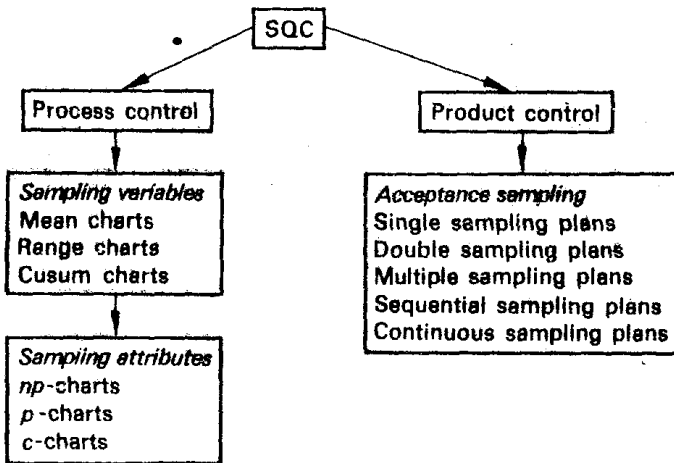 SQC
Process control
Product control
Sampling variables
Mean charts
Range charts
Cusum charts
Acceptance sampling
Single sampling plans
Double sampling plans
Multiple sampling plans
Sequential sampling plans
Continuous sampling plans
Sampling attributes
np-charts
p-charts
c-charts